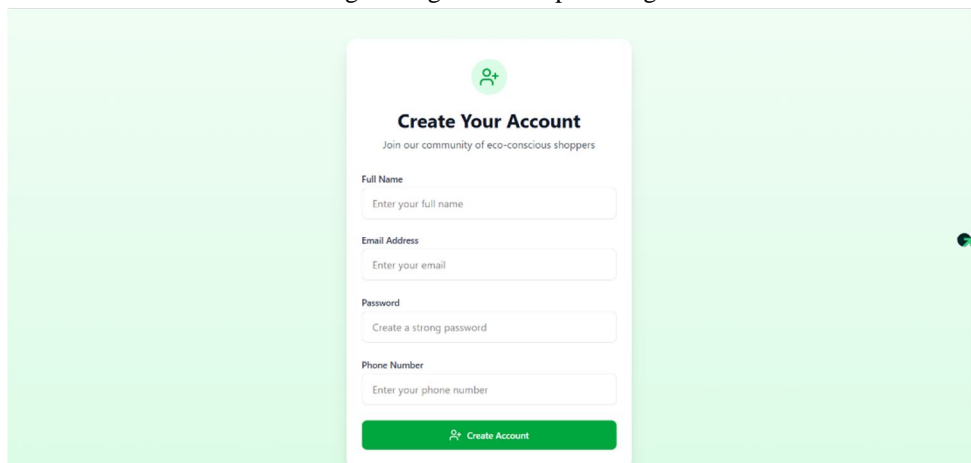 Create Your Account
Join our community of eco-conscious shoppers
Full Name
Enter your full name
Email Address
Enter your email
Password
Create a strong password
Phone Number
Enter your phone number
Create Account